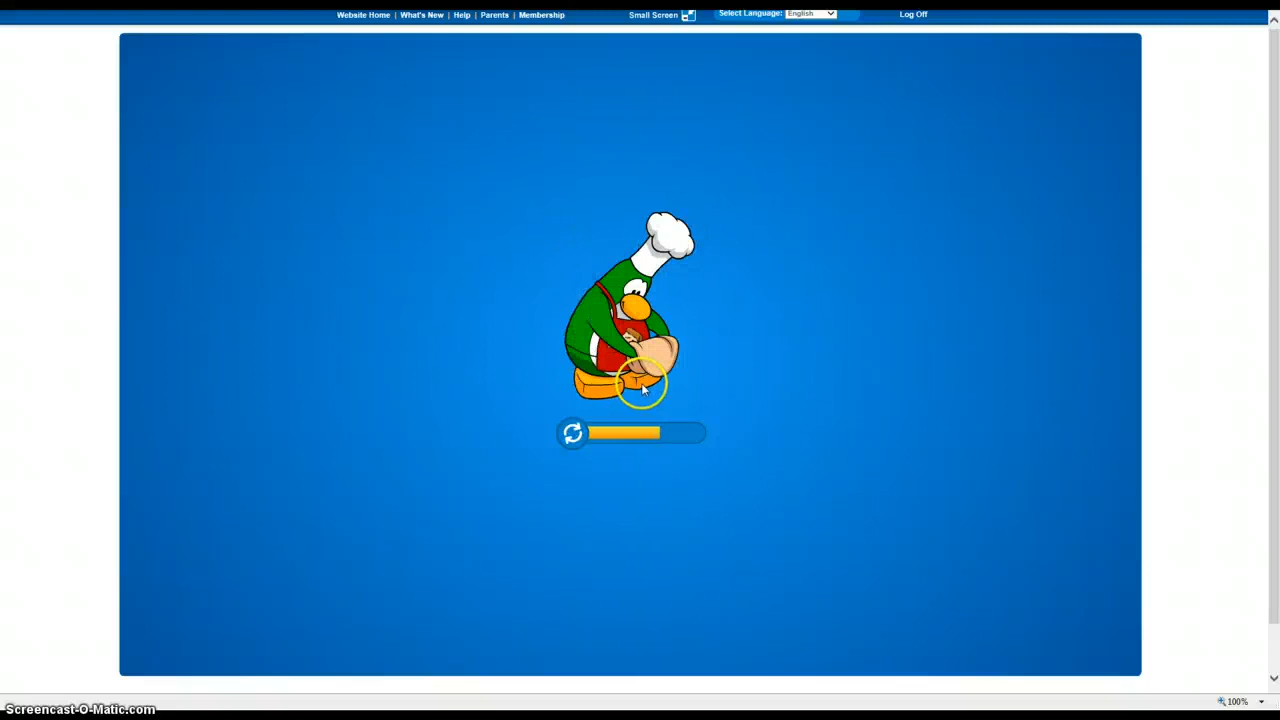 Website Home | What's New | Help | Parents | Membership Small Screen Select Language: English Log Off
100%
Screencast-O-Matic.com